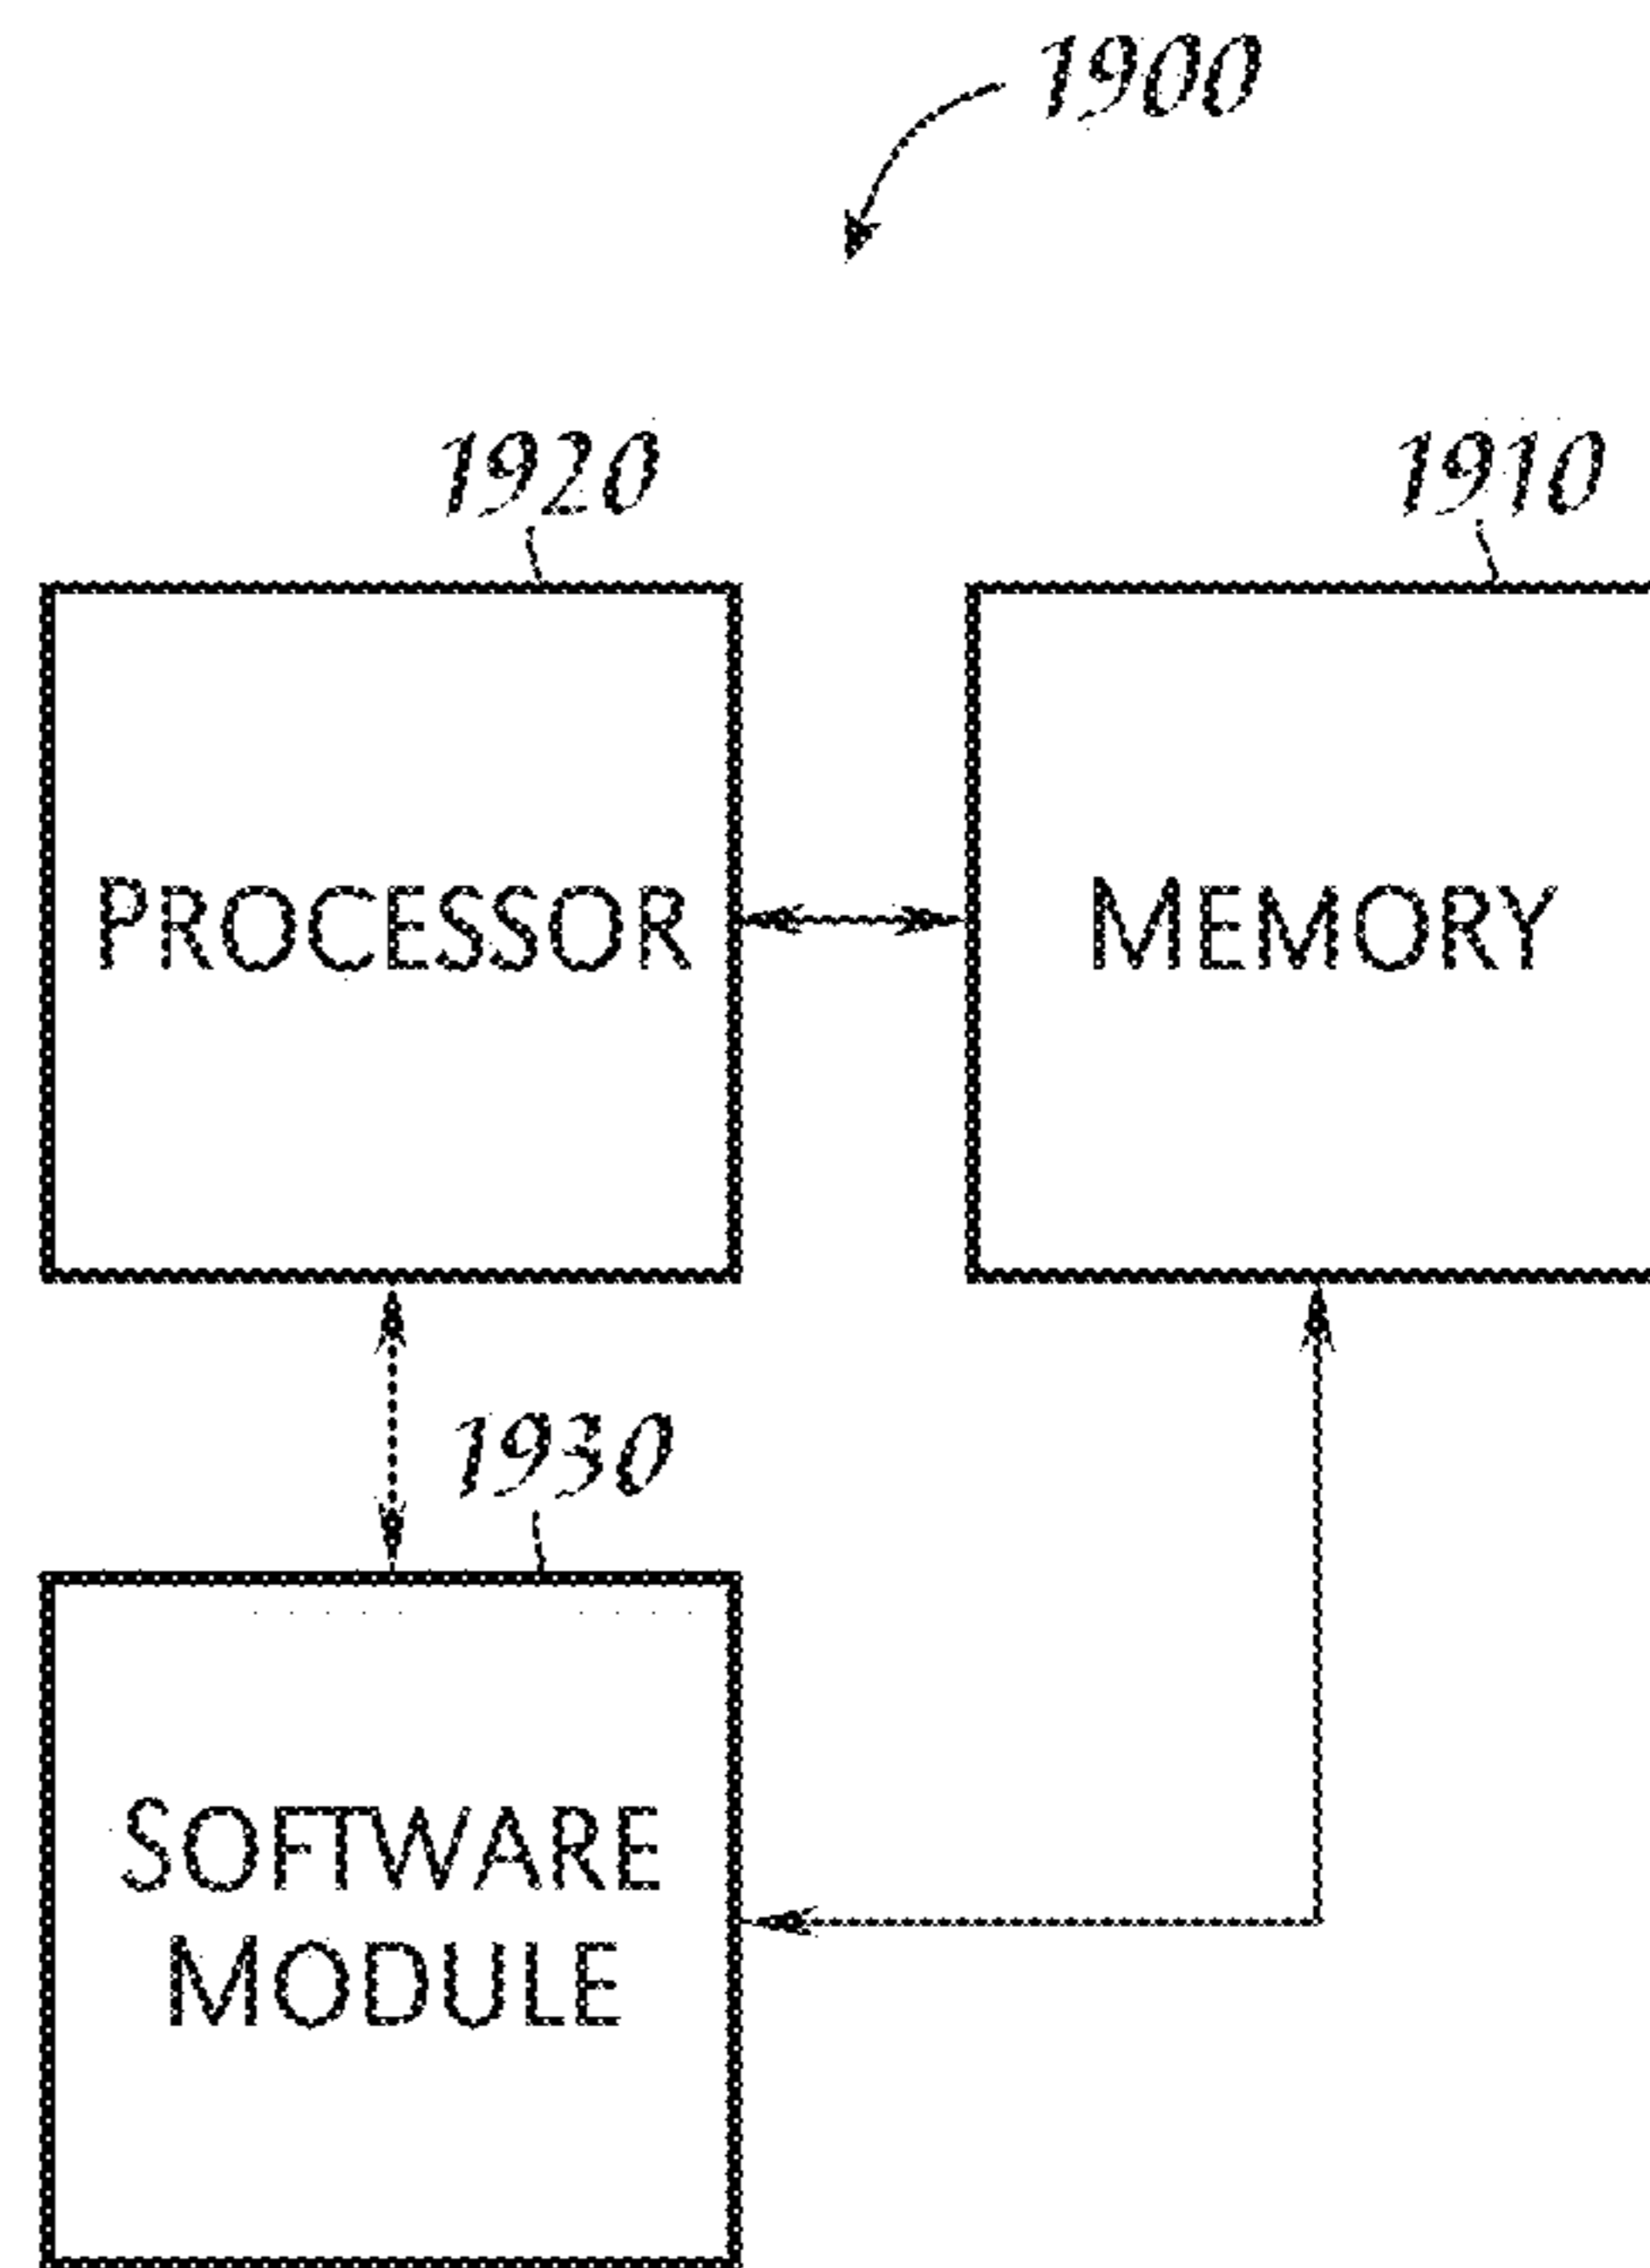 1900
1920
1910
PROCESSOR
MEMORY
1930
SOFTWARE
MODULE